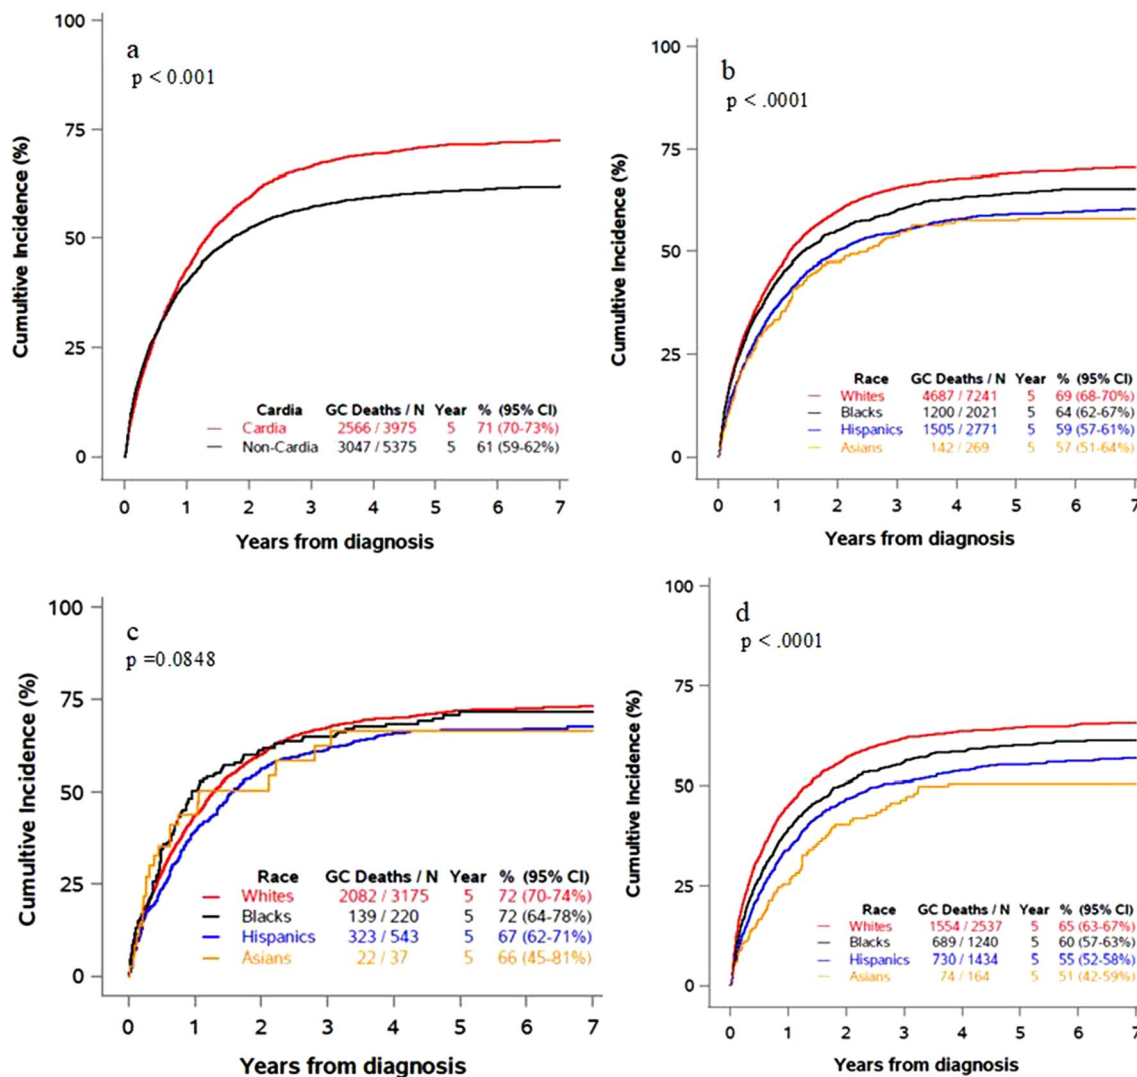 a
p < 0.001
Cumultive Incidence (%)
100
75
50
25
0
Cardia GC Deaths / N Year % (95% CI)
Cardia 2566 / 3975 5 71 (70-73%)
Non-Cardia 3047 / 5375 5 61 (59-62%)
0 1 2 3 4 5 6 7
Years from diagnosis
b
p < .0001
Cumultive Incidence (%)
100
75
50
25
0
Race GC Deaths / N Year % (95% CI)
Whites 4687 / 7241 5 69 (68-70%)
Blacks 1200 / 2021 5 64 (62-67%)
Hispanics 1505 / 2771 5 59 (57-61%)
Asians 142 / 269 5 57 (51-64%)
0 1 2 3 4 5 6 7
Years from diagnosis
c
p =0.0848
Cumulative Incidence (%)
100
75
50
25
0
Race GC Deaths / N Year % (95% CI)
Whites 2082 / 3175 5 72 (70-74%)
Blacks 139 / 220 5 72 (64-78%)
Hispanics 323 / 543 5 67 (62-71%)
Asians 22 / 37 5 66 (45-81%)
0 1 2 3 4 5 6 7
Years from diagnosis
d
p < .0001
Cumulative Incidence (%)
100
75
50
25
0
Race GC Deaths / N Year % (95% CI)
Whites 1554 / 2537 5 65 (63-67%)
Blacks 689 / 1240 5 60 (57-63%)
Hispanics 730 / 1434 5 55 (52-58%)
Asians 74 / 164 5 51 (42-59%)
0 1 2 3 4 5 6 7
Years from diagnosis